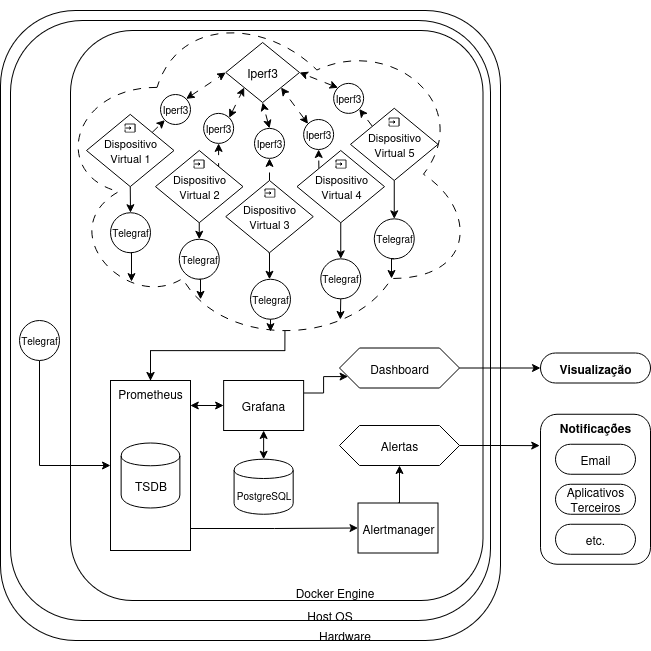 Iperf3
Iperf3
Iperf3
Iperf3
Iperf3
Iperf3
Dispositivo
Virtual 1
Dispositivo
Virtual 2
Dispositivo
Virtual 3
Dispositivo
Virtual 4
Dispositivo
Virtual 5
Telegraf
Telegraf
Telegraf
Telegraf
Telegraf
Telegraf
Prometheus
TSDB
Grafana
PostgreSQL
Dashboard
Alertas
Alertmanager
Visualização
Notificações
Email
Aplicativos
Terceiros
etc.
Docker Engine
Host OS
Hardware